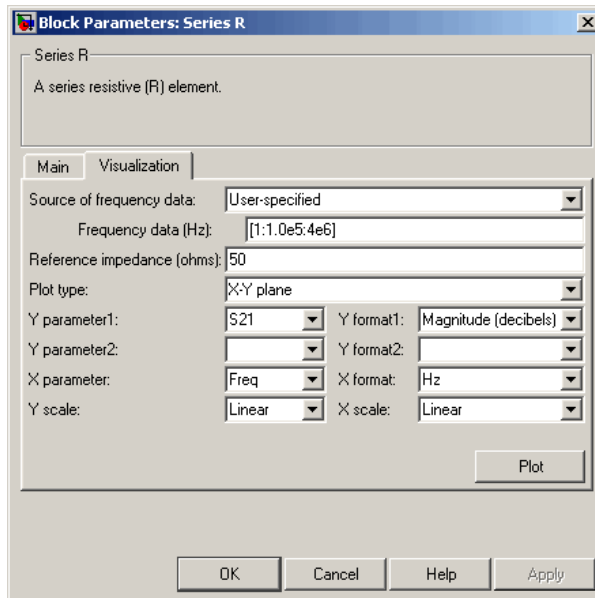 Block Parameters: Series R
Series R
A series resistive (R) element.
Main Visualization
Source of frequency data: User-specified
Frequency data (Hz): [1:1.0e5:4e6]
Reference impedance (ohms): 50
Plot type: X-Y plane
Y parameter1: S21 Y format1: Magnitude (decibels)
Y parameter2: Y format2:
X parameter: Freq X format: Hz
Y scale: Linear X scale: Linear
Plot
OK Cancel Help Apply